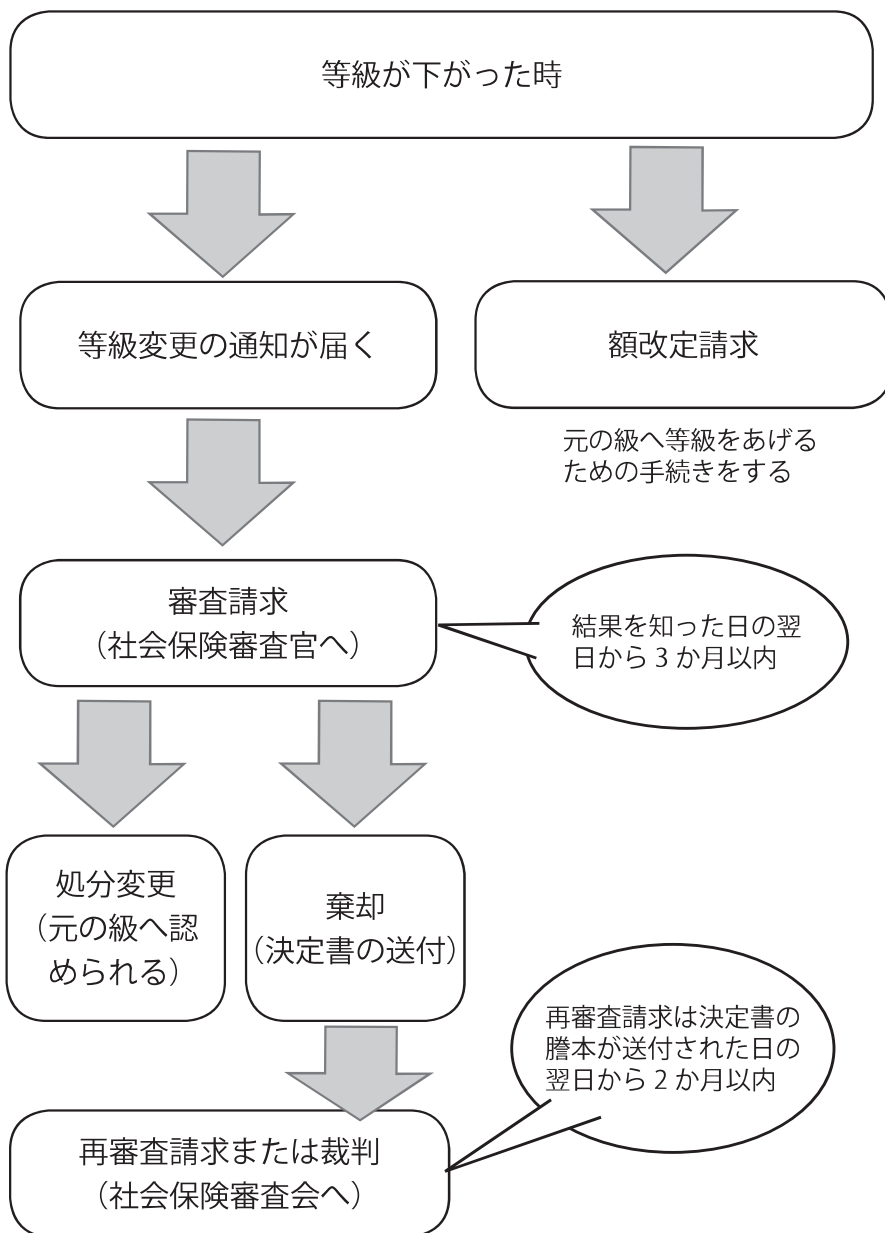 等級が下がった時
等級変更の通知が届く
額改定請求
元の級へ等級をあげる
ための手続きをする
審査請求
（社会保険審査官へ）
結果を知った日の翌
日から 3 か月以内
処分変更
（元の級へ認
められる）
棄却
（決定書の送付）
再審査請求は決定書の
謄本が送付された日の
翌日から 2 か月以内
再審査請求または裁判
（社会保険審査会へ）